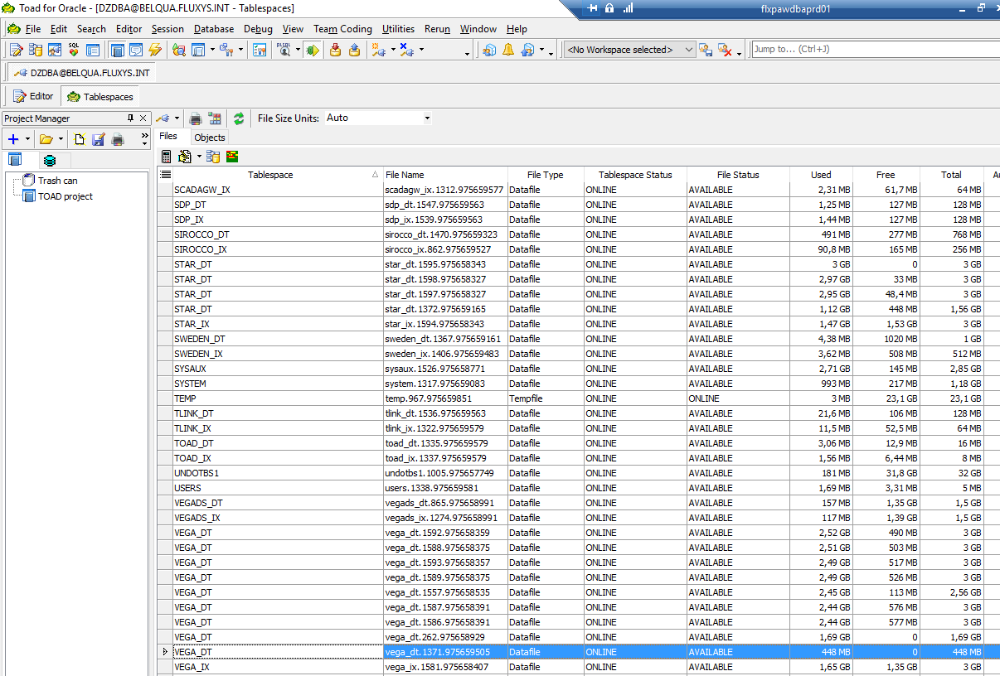 Toad for Oracle - [DZDBA@BELQUA.FLUXYS.INT - Tablespaces]
flxpawdbaprd01
File Edit Search Editor Session Database Debug View Team Coding Utilities Rerun Window Help
SQL PLSQL <No Workspace selected> Jump to... (Ctrl+J)
DZDBA@BELQUA.FLUXYS.INT
Editor Tablespaces
Project Manager File Size Units: Auto
Files Objects
Trash can
TOAD project
Tablespace File Name File Type Tablespace Status File Status Used Free Total
SCADAGW_IX scadagw_ix.1312.975659577 Datafile ONLINE AVAILABLE 2,31 MB 61,7 MB 64 MB
SDP_DT sdp_dt.1547.975659563 Datafile ONLINE AVAILABLE 1,25 MB 127 MB 128 MB
SDP_IX sdp_ix.1539.975659563 Datafile ONLINE AVAILABLE 1,44 MB 127 MB 128 MB
SIROCCO_DT sirocco_dt.1470.975659323 Datafile ONLINE AVAILABLE 491 MB 277 MB 768 MB
SIROCCO_IX sirocco_ix.862.975659527 Datafile ONLINE AVAILABLE 90,8 MB 165 MB 256 MB
STAR_DT star_dt.1595.975658343 Datafile ONLINE AVAILABLE 3 GB 0 3 GB
STAR_DT star_dt.1598.975658327 Datafile ONLINE AVAILABLE 2,97 GB 33 MB 3 GB
STAR_DT star_dt.1597.975658327 Datafile ONLINE AVAILABLE 2,95 GB 48,4 MB 3 GB
STAR_DT star_dt.1372.975659165 Datafile ONLINE AVAILABLE 1,12 GB 448 MB 1,56 GB
STAR_IX star_ix.1594.975658343 Datafile ONLINE AVAILABLE 1,47 GB 1,53 GB 3 GB
SWEDEN_DT sweden_dt.1367.975659161 Datafile ONLINE AVAILABLE 4,38 MB 1020 MB 1 GB
SWEDEN_IX sweden_ix.1406.975659483 Datafile ONLINE AVAILABLE 3,62 MB 508 MB 512 MB
SYSAUX sysaux.1526.975658771 Datafile ONLINE AVAILABLE 2,71 GB 145 MB 2,85 GB
SYSTEM system.1317.975659083 Datafile ONLINE AVAILABLE 993 MB 217 MB 1,18 GB
TEMP temp.967.975659851 Tempfile ONLINE ONLINE 3 MB 23,1 GB 23,1 GB
TLINK_DT tlink_dt.1536.975659563 Datafile ONLINE AVAILABLE 21,6 MB 106 MB 128 MB
TLINK_IX tlink_ix.1322.975659579 Datafile ONLINE AVAILABLE 11,5 MB 52,5 MB 64 MB
TOAD_DT toad_dt.1335.975659579 Datafile ONLINE AVAILABLE 3,06 MB 12,9 MB 16 MB
TOAD_IX toad_ix.1337.975659579 Datafile ONLINE AVAILABLE 1,56 MB 6,44 MB 8 MB
UNDOTBS1 undotbs1.1005.975657749 Datafile ONLINE AVAILABLE 181 MB 31,8 GB 32 GB
USERS users.1338.975659581 Datafile ONLINE AVAILABLE 1,69 MB 3,31 MB 5 MB
VEGADS_DT vegads_dt.865.975658991 Datafile ONLINE AVAILABLE 157 MB 1,35 GB 1,5 GB
VEGADS_IX vegads_ix.1274.975658991 Datafile ONLINE AVAILABLE 117 MB 1,39 GB 1,5 GB
VEGA_DT vega_dt.1592.975658359 Datafile ONLINE AVAILABLE 2,52 GB 490 MB 3 GB
VEGA_DT vega_dt.1588.975658375 Datafile ONLINE AVAILABLE 2,51 GB 503 MB 3 GB
VEGA_DT vega_dt.1593.975658357 Datafile ONLINE AVAILABLE 2,49 GB 517 MB 3 GB
VEGA_DT vega_dt.1589.975658375 Datafile ONLINE AVAILABLE 2,49 GB 526 MB 3 GB
VEGA_DT vega_dt.1557.975658535 Datafile ONLINE AVAILABLE 2,45 GB 113 MB 2,56 GB
VEGA_DT vega_dt.1587.975658391 Datafile ONLINE AVAILABLE 2,44 GB 576 MB 3 GB
VEGA_DT vega_dt.1586.975658391 Datafile ONLINE AVAILABLE 2,44 GB 577 MB 3 GB
VEGA_DT vega_dt.262.975658929 Datafile ONLINE AVAILABLE 1,69 GB 0 1,69 GB
VEGA_DT vega_dt.1371.975659505 Datafile ONLINE AVAILABLE 448 MB 0 448 MB
VEGA_IX vega_ix.1581.975658407 Datafile ONLINE AVAILABLE 1,65 GB 1,35 GB 3 GB